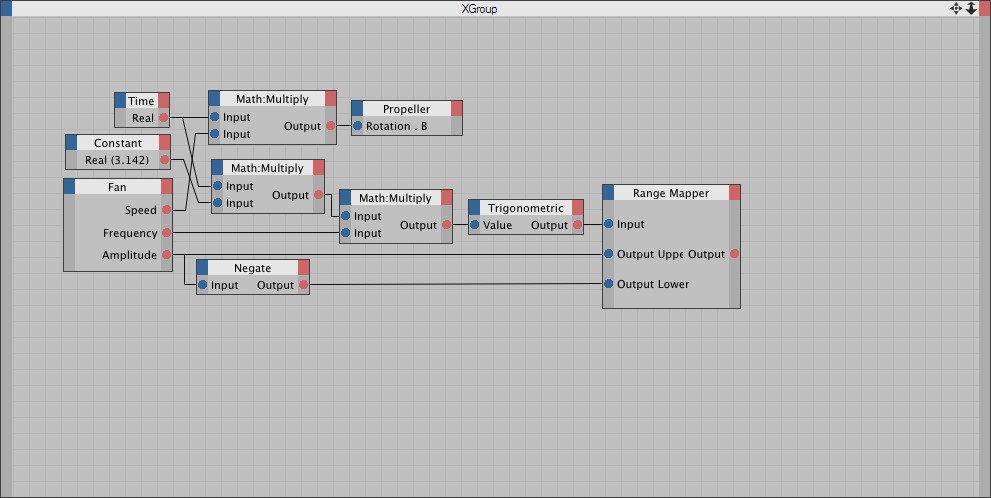 XGroup
Time
Real
Math:Multiply
Input
Input
Output
Propeller
Rotation . B
Constant
Real (3.142)
Math:Multiply
Input
Input
Output
Fan
Speed
Frequency
Amplitude
Math:Multiply
Input
Input
Output
Trigonometric
Value Output
Range Mapper
Input
Output Uppe Output
Output Lower
Negate
Input Output